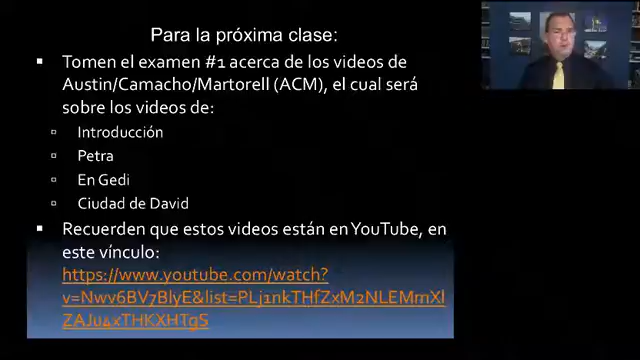 Para la próxima clase:
Tomen el examen #1 acerca de los videos de
Austin/Camacho/Martorell (ACM), el cual será
sobre los videos de:
Introducción
Petra
En Gedi
Ciudad de David
Recuerden que estos videos están en YouTube, en
este vínculo:
https://www.youtube.com/watch?
v=Nwv6BV7BlyE&list=PLj1nkTHfZxM2NLEMmXl
ZAJu4xTHKXHTgS